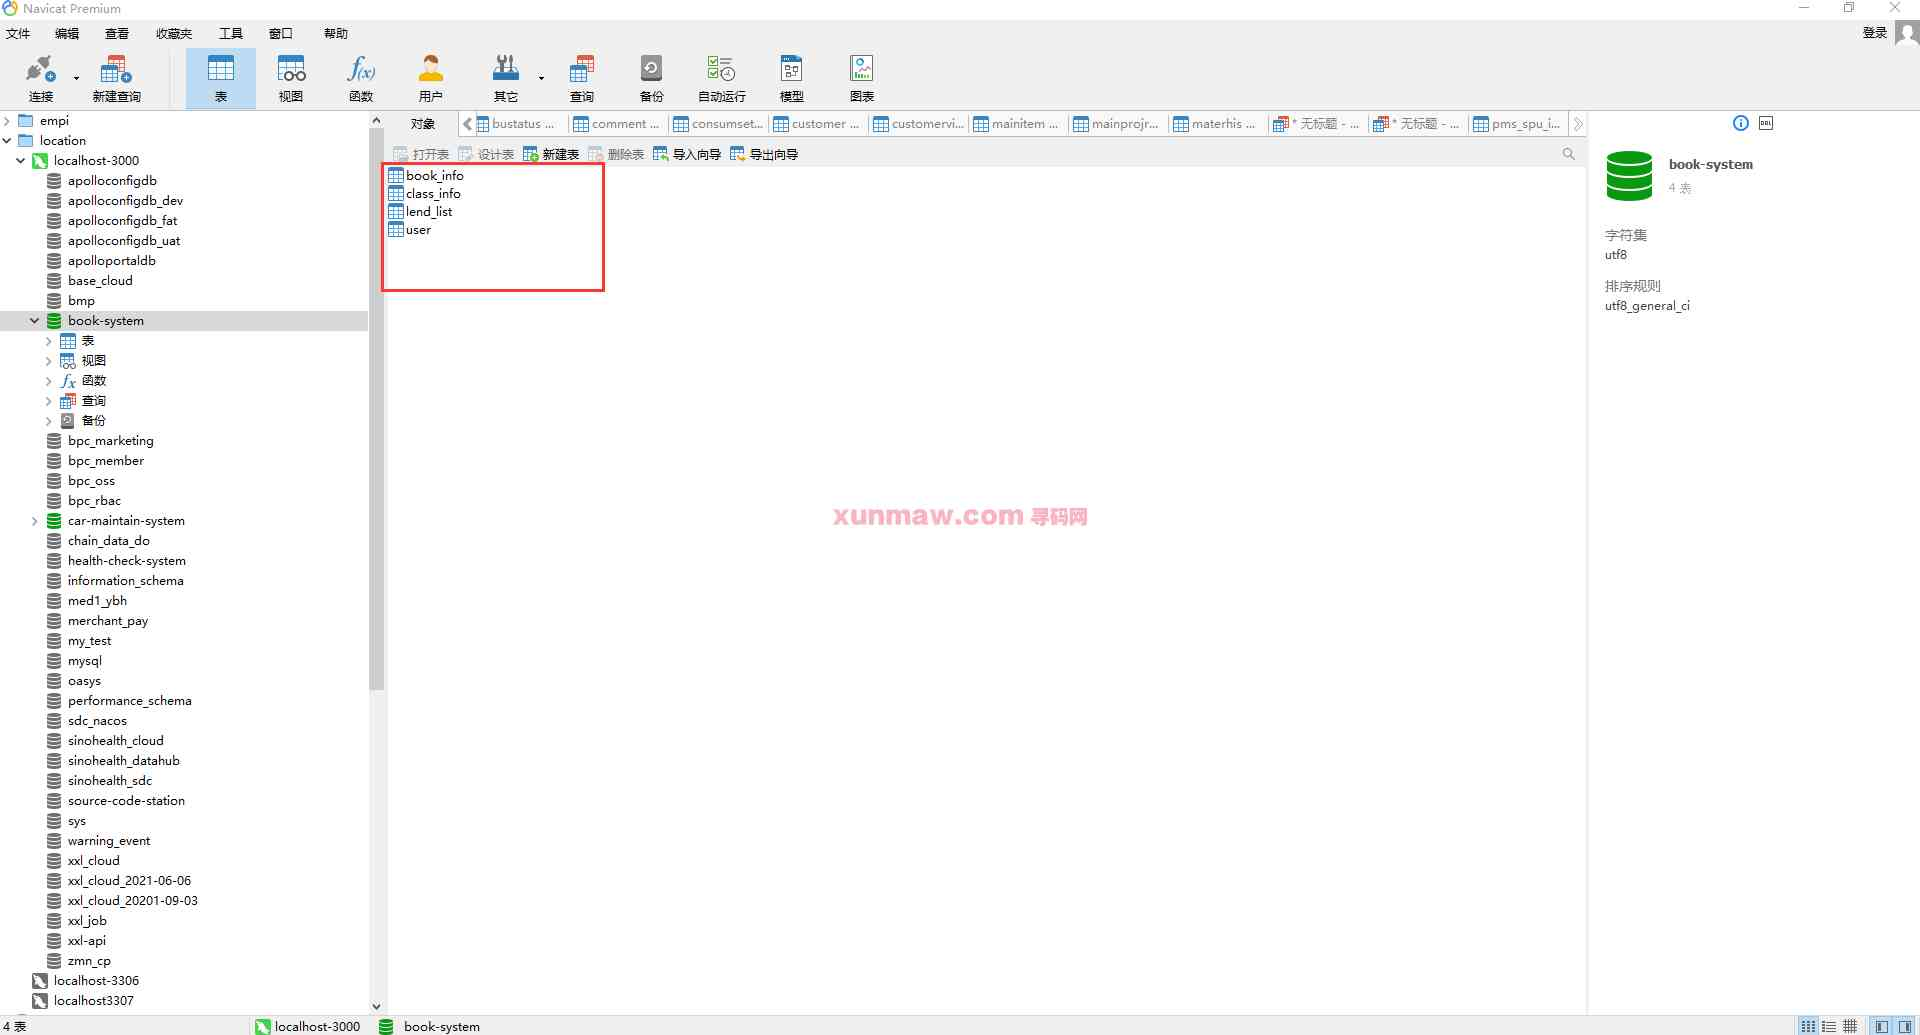 Navicat Premium
文件 编辑 查看 收藏夹 工具 窗口 帮助 登录
连接 新建查询 表 视图 函数 用户 其它 查询 备份 自动运行 模型 图表
对象 bustatus ... comment ... consumset... customer ... customervi... mainitem ... mainprojr... materhis ... * 无标题 - ... * 无标题 - ... pms_spu_i...
打开表 设计表 新建表 删除表 导入向导 导出向导
empi
location
localhost-3000
apolloconfigdb
apolloconfigdb_dev
apolloconfigdb_fat
apolloconfigdb_uat
apolloportaldb
base_cloud
bmp
book-system
表
视图
函数
查询
备份
bpc_marketing
bpc_member
bpc_oss
bpc_rbac
car-maintain-system
chain_data_do
health-check-system
information_schema
med1_ybh
merchant_pay
my_test
mysql
oasys
performance_schema
sdc_nacos
sinohealth_cloud
sinohealth_datahub
sinohealth_sdc
source-code-station
sys
warning_event
xxl_cloud
xxl_cloud_2021-06-06
xxl_cloud_20201-09-03
xxl_job
xxl-api
zmn_cp
localhost-3306
localhost3307
book_info
class_info
lend_list
user
xunmaw.com 寻码网
book-system
4 表
字符集
utf8
排序规则
utf8_general_ci
4 表 localhost-3000 book-system